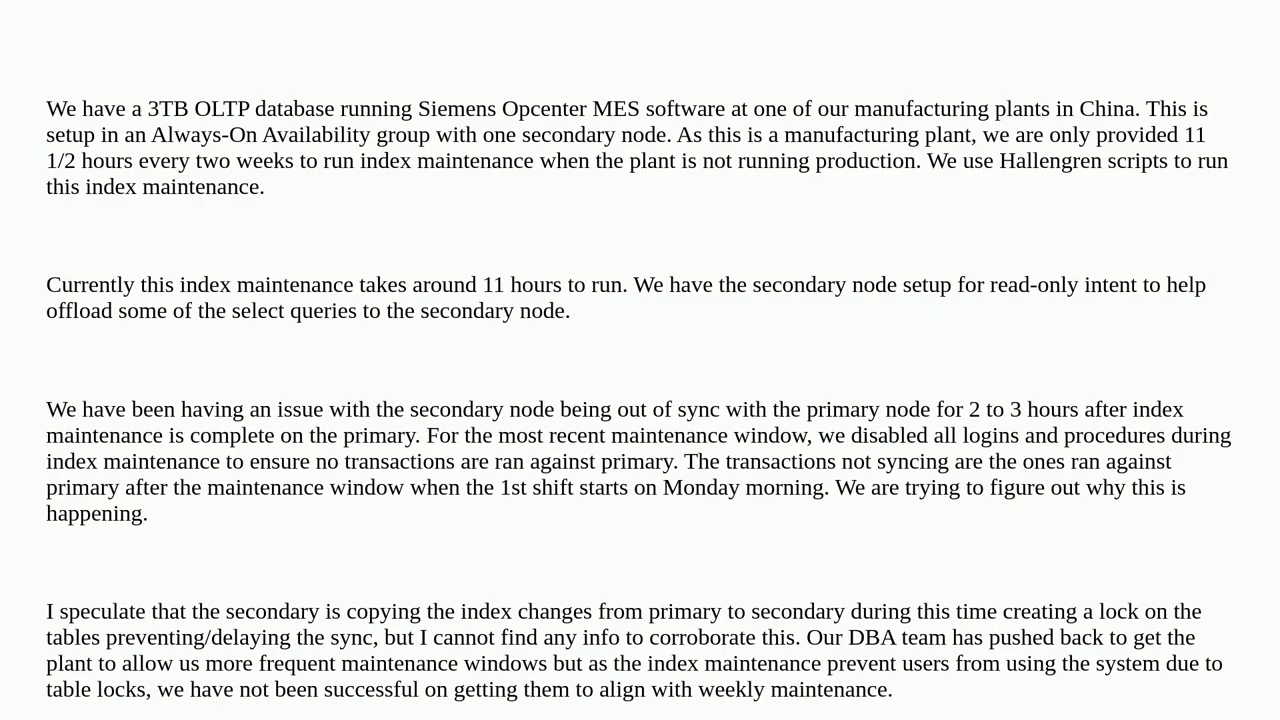 We have a 3TB OLTP database running Siemens Opcenter MES software at one of our manufacturing plants in China. This is
setup in an Always-On Availability group with one secondary node. As this is a manufacturing plant, we are only provided 11
1/2 hours every two weeks to run index maintenance when the plant is not running production. We use Hallengren scripts to run
this index maintenance.
Currently this index maintenance takes around 11 hours to run. We have the secondary node setup for read-only intent to help
offload some of the select queries to the secondary node.
We have been having an issue with the secondary node being out of sync with the primary node for 2 to 3 hours after index
maintenance is complete on the primary. For the most recent maintenance window, we disabled all logins and procedures during
index maintenance to ensure no transactions are ran against primary. The transactions not syncing are the ones ran against
primary after the maintenance window when the 1st shift starts on Monday morning. We are trying to figure out why this is
happening.
I speculate that the secondary is copying the index changes from primary to secondary during this time creating a lock on the
tables preventing/delaying the sync, but I cannot find any info to corroborate this. Our DBA team has pushed back to get the
plant to allow us more frequent maintenance windows but as the index maintenance prevent users from using the system due to
table locks, we have not been successful on getting them to align with weekly maintenance.